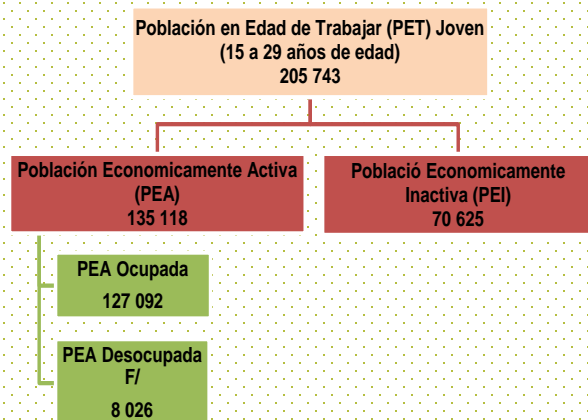 Población en Edad de Trabajar (PET) Joven
(15 a 29 años de edad)
205 743
Población Economicamente Activa
(PEA)
135 118
Població Economicamente
Inactiva (PEI)
70 625
PEA Ocupada
127 092
PEA Desocupada
F/
8 026